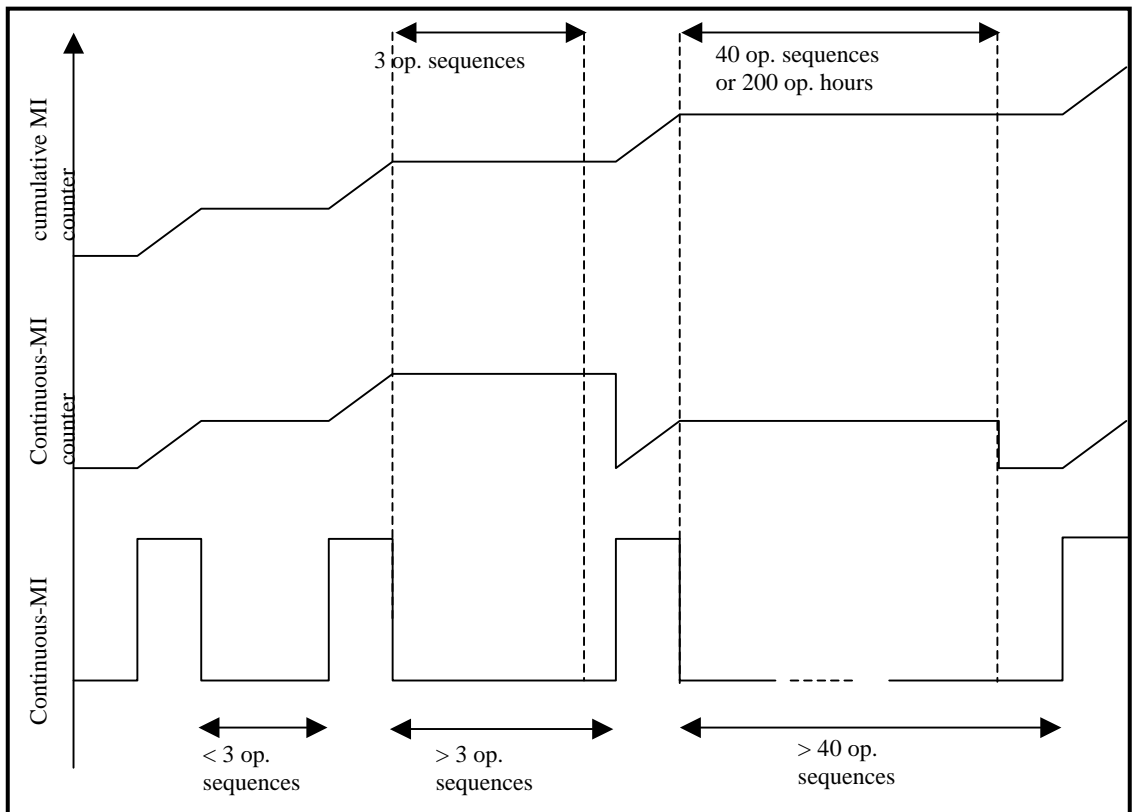 3 op. sequences
40 op. sequences
or 200 op. hours
cumulative MI
counter
Continuous-MI
counter
Continuous-MI
< 3 op.
sequences
> 3 op.
sequences
> 40 op.
sequences